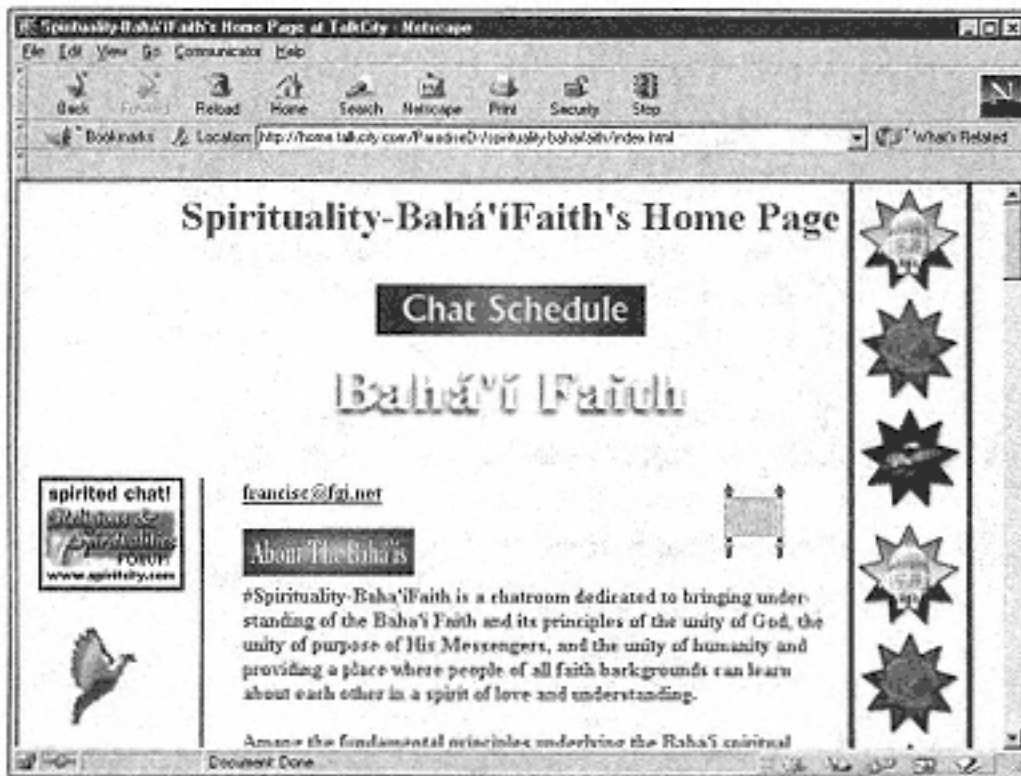 Spirituality-Bahá'íFaith's Home Page at TalkCity - Netscape
File Edit View Go Communicator Help
Back Forward Reload Home Search Netscape Print Security Stop
Bookmarks Location: http://home.talkcity.com/ParadiseDr/spirituality-bahaifaith/index.html What's Related
Spirituality-Bahá'íFaith's Home Page
Chat Schedule
Bahá'í Faith
spirited chat!
Religions &
Spiritualities
FORUM
www.spiritcity.com
francisc@fgi.net
About The Bahá'ís
#Spirituality-Baha'iFaith is a chatroom dedicated to bringing under-
standing of the Baha'i Faith and its principles of the unity of God, the
unity of purpose of His Messengers, and the unity of humanity and
providing a place where people of all faith backgrounds can learn
about each other in a spirit of love and understanding.
Among the fundamental principles underlying the Baha'i spiritual
Document: Done